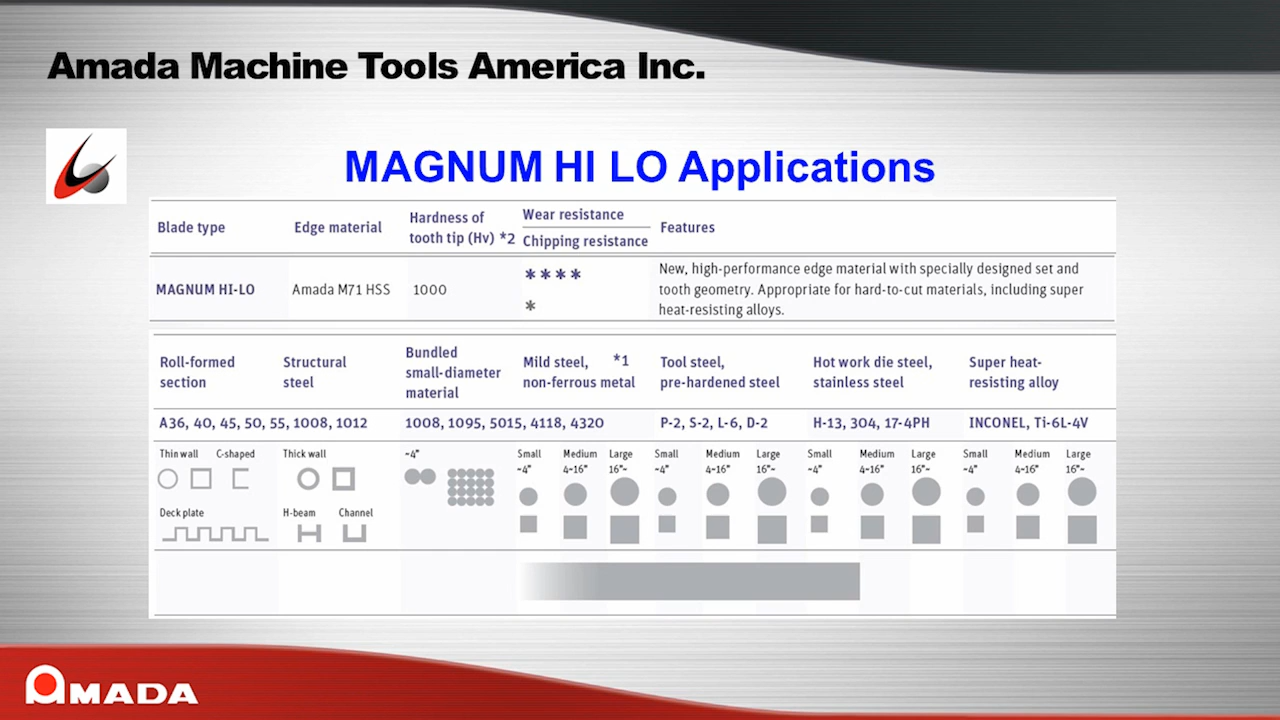 Amada Machine Tools America Inc.
MAGNUM HI LO Applications
Blade type
Edge material
Hardness of
tooth tip (Hv) *2
Wear resistance
Chipping resistance
Features
MAGNUM HI-LO
Amada M71 HSS
1000
****
*
New, high-performance edge material with specially designed set and
tooth geometry. Appropriate for hard-to-cut materials, including super
heat-resisting alloys.
Roll-formed
section
Structural
steel
Bundled
small-diameter
material
Mild steel, *1
non-ferrous metal
Tool steel,
pre-hardened steel
Hot work die steel,
stainless steel
Super heat-
resisting alloy
A36, 40, 45, 50, 55, 1008, 1012
1008, 1095, 5015, 4118, 4320
P-2, S-2, L-6, D-2
H-13, 304, 17-4PH
INCONEL, Ti-6L-4V
Thin wall C-shaped
Deck plate
Thick wall
H-beam Channel
~4"
Small Medium Large
~4" 4~16" 16"~
Small Medium Large
~4" 4~16" 16"~
Small Medium Large
~4" 4~16" 16"~
Small Medium Large
~4" 4~16" 16"~
AMADA